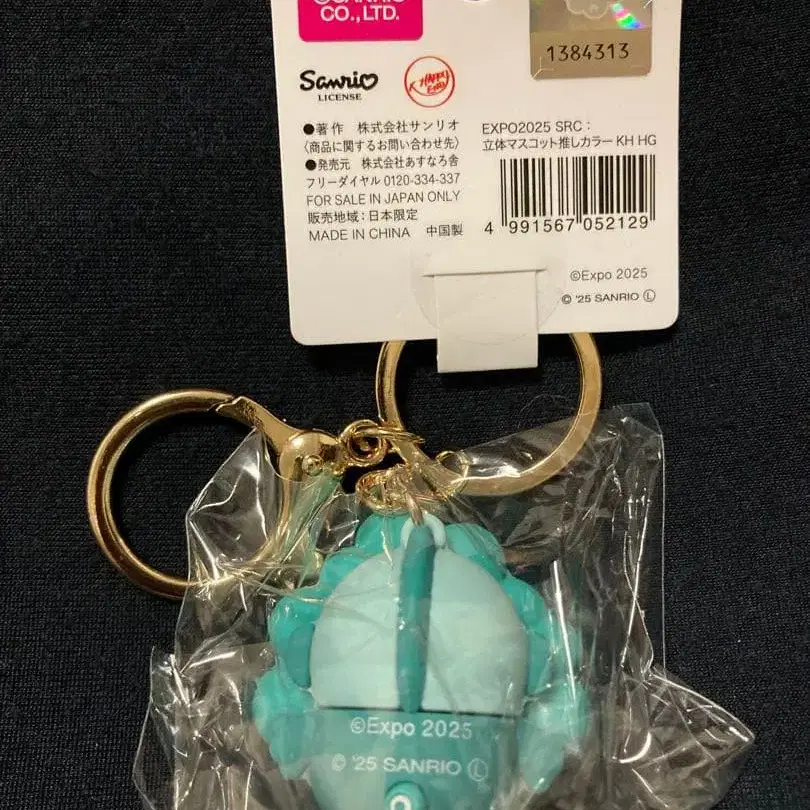 ©SANRIO
CO., LTD.
1384313
Sanrio
LICENSE
K HAPPY
END
●著作 株式会社サンリオ
〈商品に関するお問い合わせ先〉
●発売元 株式会社あすなろ舎
フリーダイヤル 0120-334-337
FOR SALE IN JAPAN ONLY
販売地域：日本限定
MADE IN CHINA 中国製
EXPO2025 SRC：
立体マスコット推しカラー KH HG
4 991567 052129
©Expo 2025
© '25 SANRIO Ⓛ
©Expo 2025
© '25 SANRIO Ⓛ